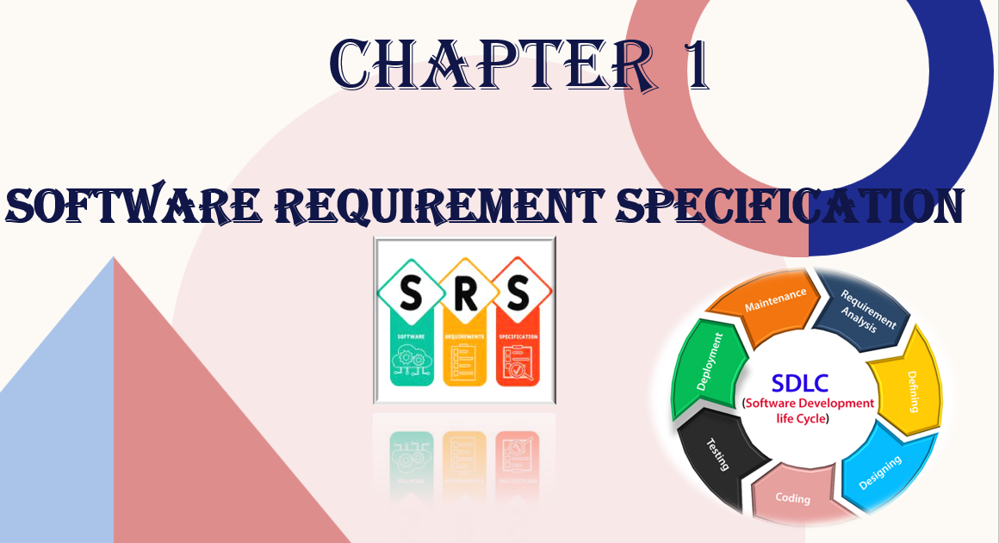 CHAPTER 1
SOFTWARE REQUIREMENT SPECIFICATION
S R S
SOFTWARE REQUIREMENTS SPECIFICATION
Maintenance
Requirement
Analysis
Defining
Designing
Coding
Testing
Deployment
SDLC
(Software Development
life Cycle)